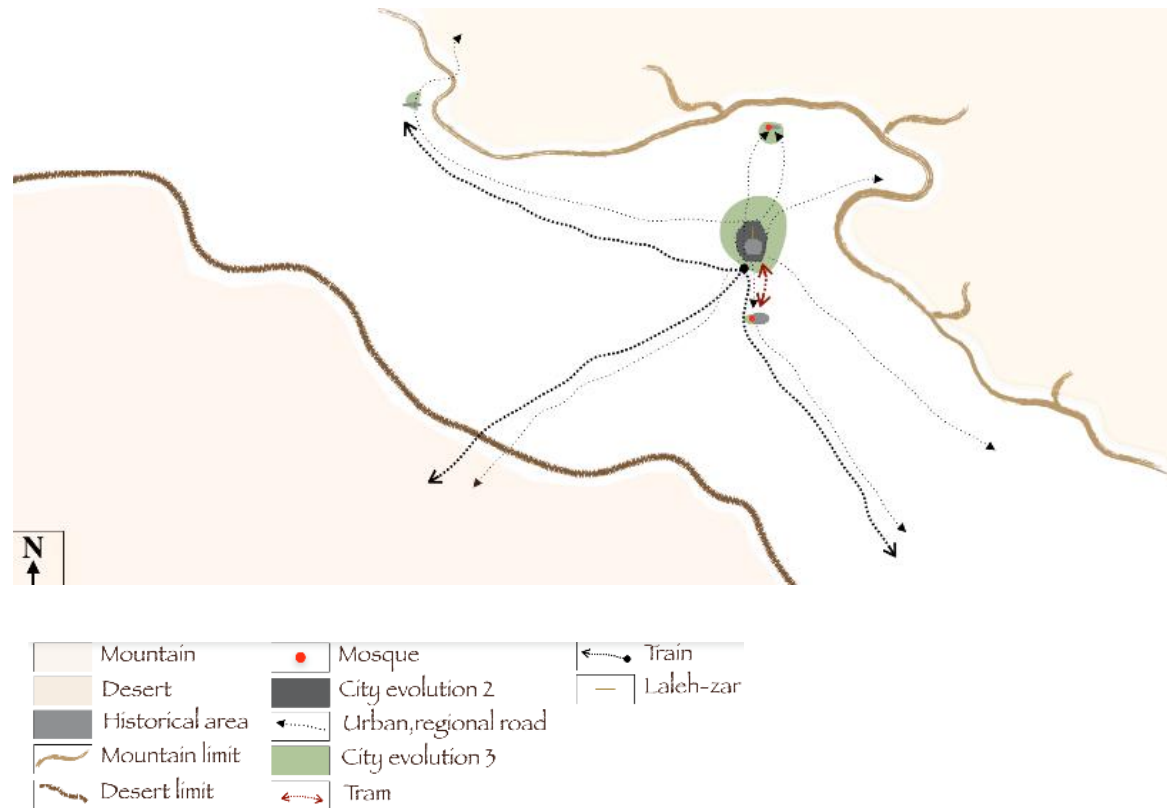 N
Mountain
Desert
Historical area
Mountain limit
Desert limit
Mosque
City evolution 2
Urban,regional road
City evolution 3
Tram
Train
Laleh-zar